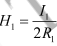 H₁ = I₁ / 2R₁